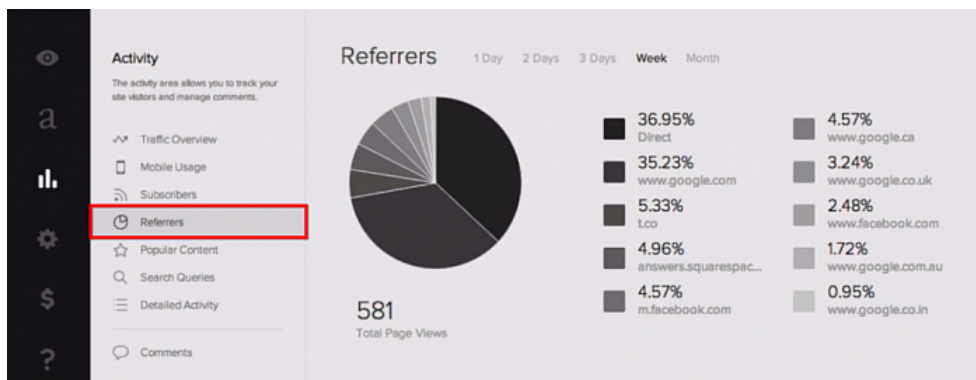 Activity
The activity area allows you to track your
site visitors and manage comments.
Traffic Overview
Mobile Usage
Subscribers
Referrers
Popular Content
Search Queries
Detailed Activity
Comments
a
$
?
Referrers 1 Day 2 Days 3 Days Week Month
581
Total Page Views
36.95%
Direct
35.23%
www.google.com
5.33%
t.co
4.96%
answers.squarespac...
4.57%
m.facebook.com
4.57%
www.google.ca
3.24%
www.google.co.uk
2.48%
www.facebook.com
1.72%
www.google.com.au
0.95%
www.google.co.in